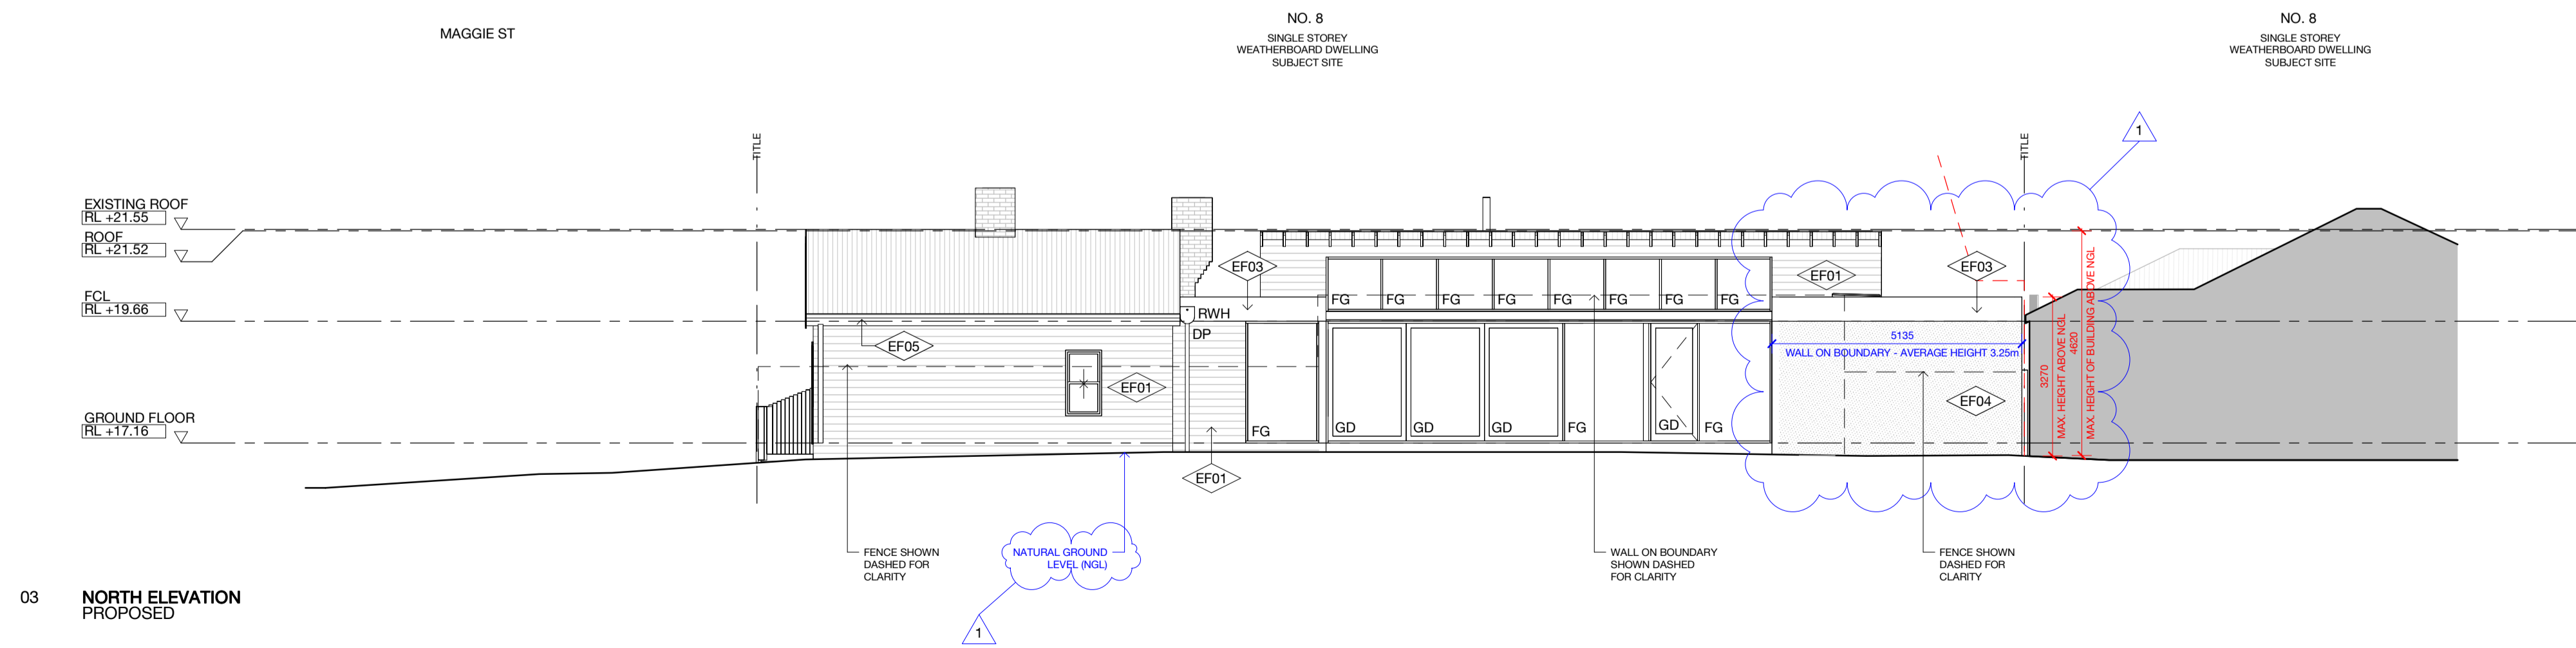 MAGGIE ST
NO. 8
SINGLE STOREY
WEATHERBOARD DWELLING
SUBJECT SITE
NO. 8
SINGLE STOREY
WEATHERBOARD DWELLING
SUBJECT SITE
1
TITLE
TITLE
EXISTING ROOF
RL +21.55
ROOF
RL +21.52
FCL
RL +19.66
GROUND FLOOR
RL +17.16
EF03
EF01
EF03
FG
FG
FG
FG
FG
FG
FG
FG
RWH
DP
EF05
EF01
5135
WALL ON BOUNDARY - AVERAGE HEIGHT 3.25m
3270
MAX. HEIGHT ABOVE NGL
4620
MAX. HEIGHT OF BUILDING ABOVE NGL
EF04
FG
GD
GD
GD
FG
GD
FG
EF01
FENCE SHOWN
DASHED FOR
CLARITY
NATURAL GROUND
LEVEL (NGL)
WALL ON BOUNDARY
SHOWN DASHED
FOR CLARITY
FENCE SHOWN
DASHED FOR
CLARITY
03
NORTH ELEVATION
PROPOSED
1